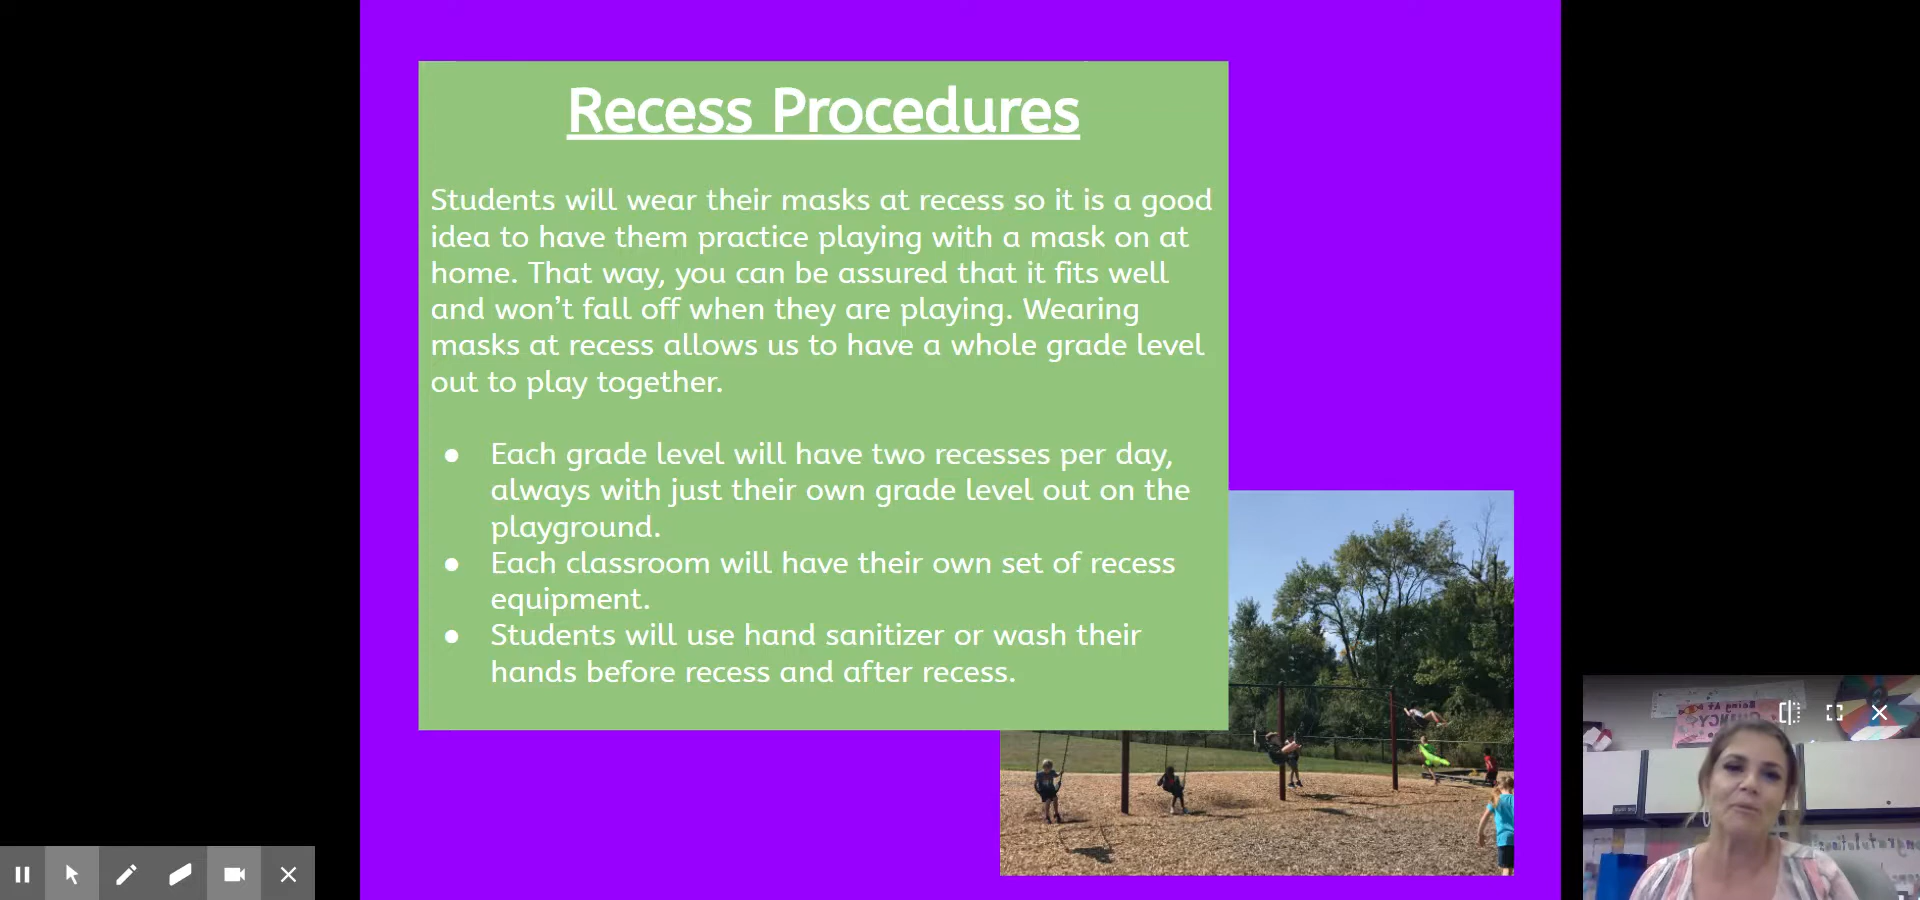 Recess Procedures
Students will wear their masks at recess so it is a good
idea to have them practice playing with a mask on at
home. That way, you can be assured that it fits well
and won’t fall off when they are playing. Wearing
masks at recess allows us to have a whole grade level
out to play together.
● Each grade level will have two recesses per day,
always with just their own grade level out on the
playground.
● Each classroom will have their own set of recess
equipment.
● Students will use hand sanitizer or wash their
hands before recess and after recess.